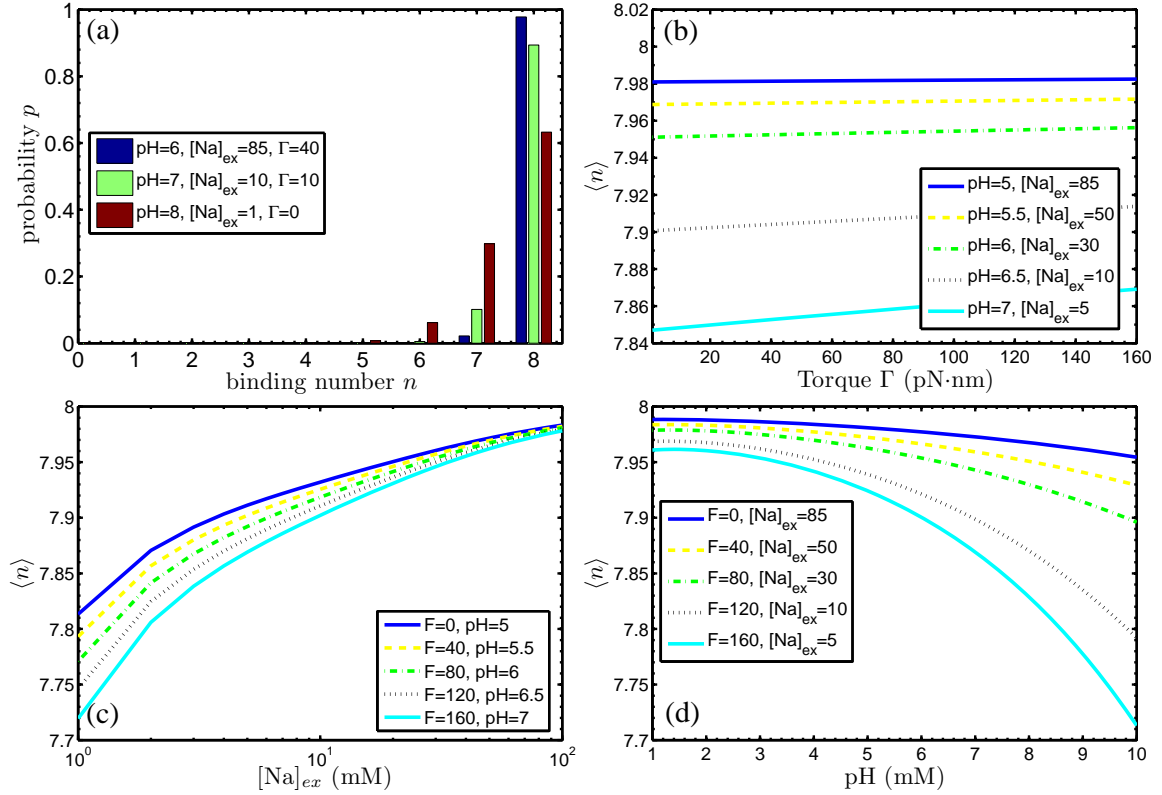 (a)
probability p
1
0.8
0.6
0.4
0.2
0
pH=6, [Na]ex=85, Γ=40
pH=7, [Na]ex=10, Γ=10
pH=8, [Na]ex=1, Γ=0
0 1 2 3 4 5 6 7 8
binding number n
(b)
⟨n⟩
8.02
8
7.98
7.96
7.94
7.92
7.9
7.88
7.86
7.84
pH=5, [Na]ex=85
pH=5.5, [Na]ex=50
pH=6, [Na]ex=30
pH=6.5, [Na]ex=10
pH=7, [Na]ex=5
20 40 60 80 100 120 140 160
Torque Γ (pN·nm)
⟨n⟩
8
7.95
7.9
7.85
7.8
7.75
7.7
F=0, pH=5
F=40, pH=5.5
F=80, pH=6
F=120, pH=6.5
F=160, pH=7
(c)
10⁰ 10¹ 10²
[Na]ex (mM)
⟨n⟩
8
7.95
7.9
7.85
7.8
7.75
7.7
F=0, [Na]ex=85
F=40, [Na]ex=50
F=80, [Na]ex=30
F=120, [Na]ex=10
F=160, [Na]ex=5
(d)
1 2 3 4 5 6 7 8 9 10
pH (mM)